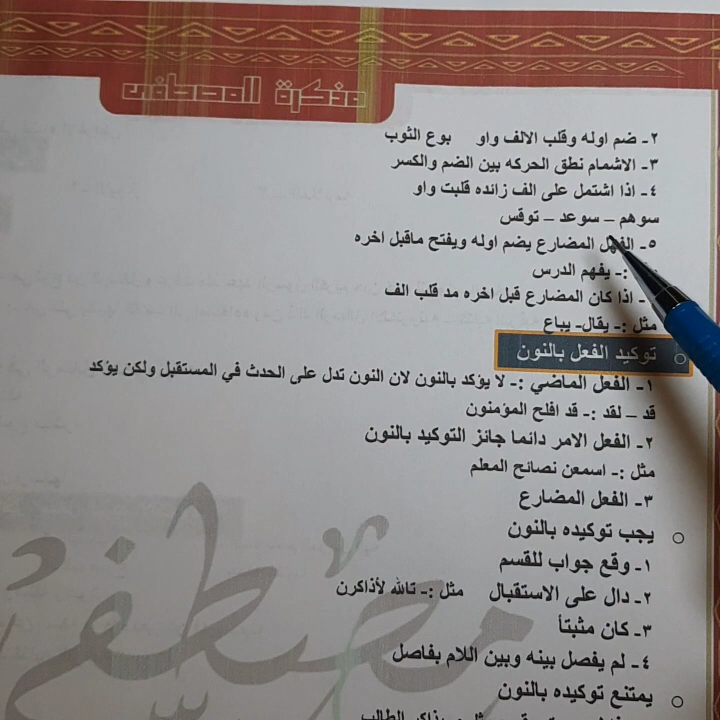 مذكرة المصطفى
٢- ضم اوله وقلب الالف واو بوع الثوب
٣- الاشمام نطق الحركه بين الضم والكسر
٤- اذا اشتمل على الف زائده قلبت واو
سوهم – سوعد – توقس
٥- الفعل المضارع يضم اوله ويفتح ماقبل اخره
:- يفهم الدرس
- اذا كان المضارع قبل اخره مد قلب الف
مثل :- يقال- يباع
توكيد الفعل بالنون
١- الفعل الماضي :- لا يؤكد بالنون لان النون تدل على الحدث في المستقبل ولكن يؤكد
قد – لقد :- قد افلح المؤمنون
٢- الفعل الامر دائما جائز التوكيد بالنون
مثل :- اسمعن نصائح المعلم
٣- الفعل المضارع
يجب توكيده بالنون
١- وقع جواب للقسم
٢- دال على الاستقبال مثل :- تالله لأذاكرن
٣- كان مثبتأ
٤- لم يفصل بينه وبين اللام بفاصل
يمتنع توكيده بالنون
الطالب
مصطفى